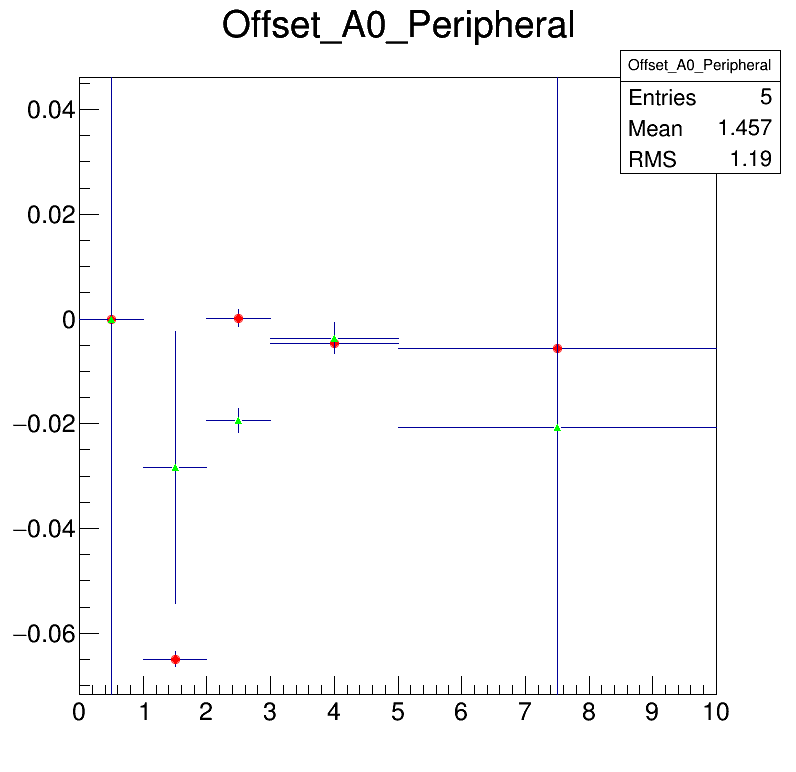 Offset_A0_Peripheral
Offset_A0_Peripheral
Entries 5
Mean 1.457
RMS 1.19
0.04
0.02
0
−0.02
−0.04
−0.06
0 1 2 3 4 5 6 7 8 9 10